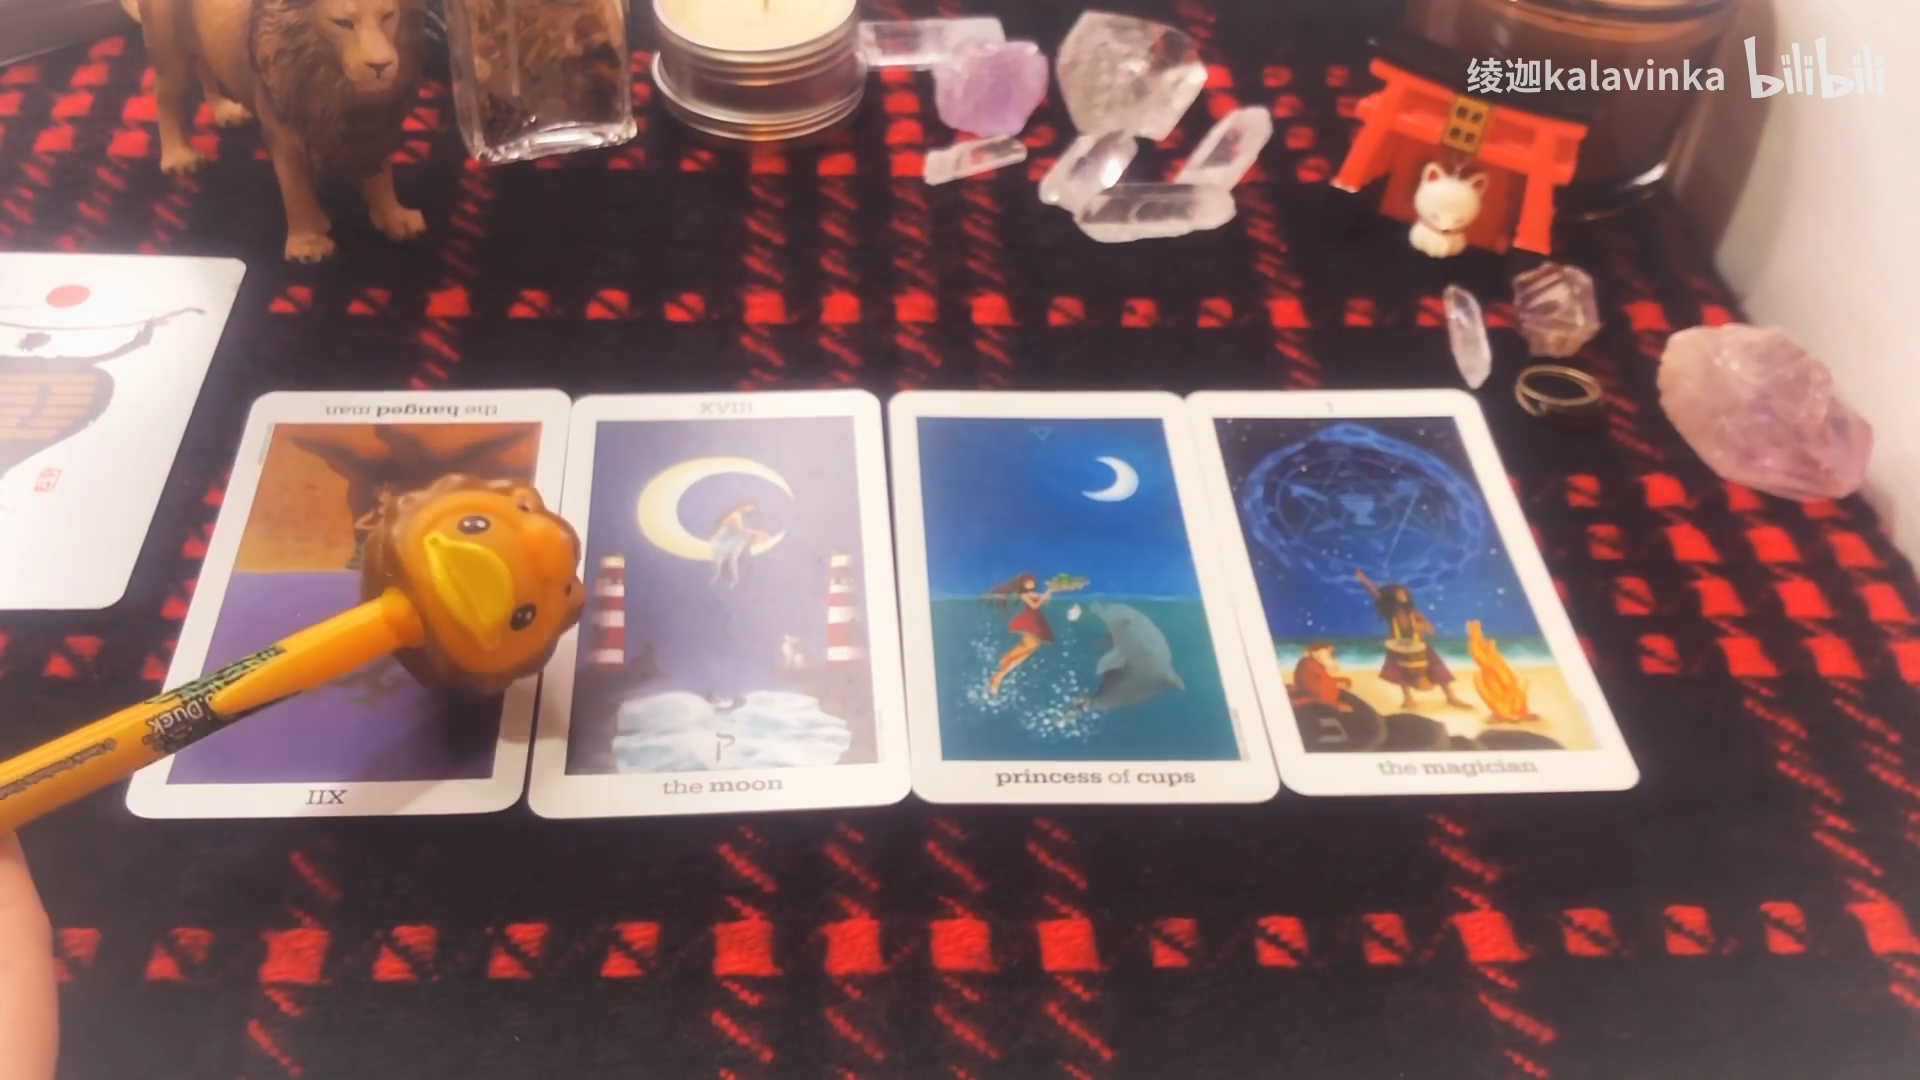 绫迦kalavinka bilibili
the hanged man
XVIII
I
XII
the moon
ק
princess of cups
the magician
ב
Duck